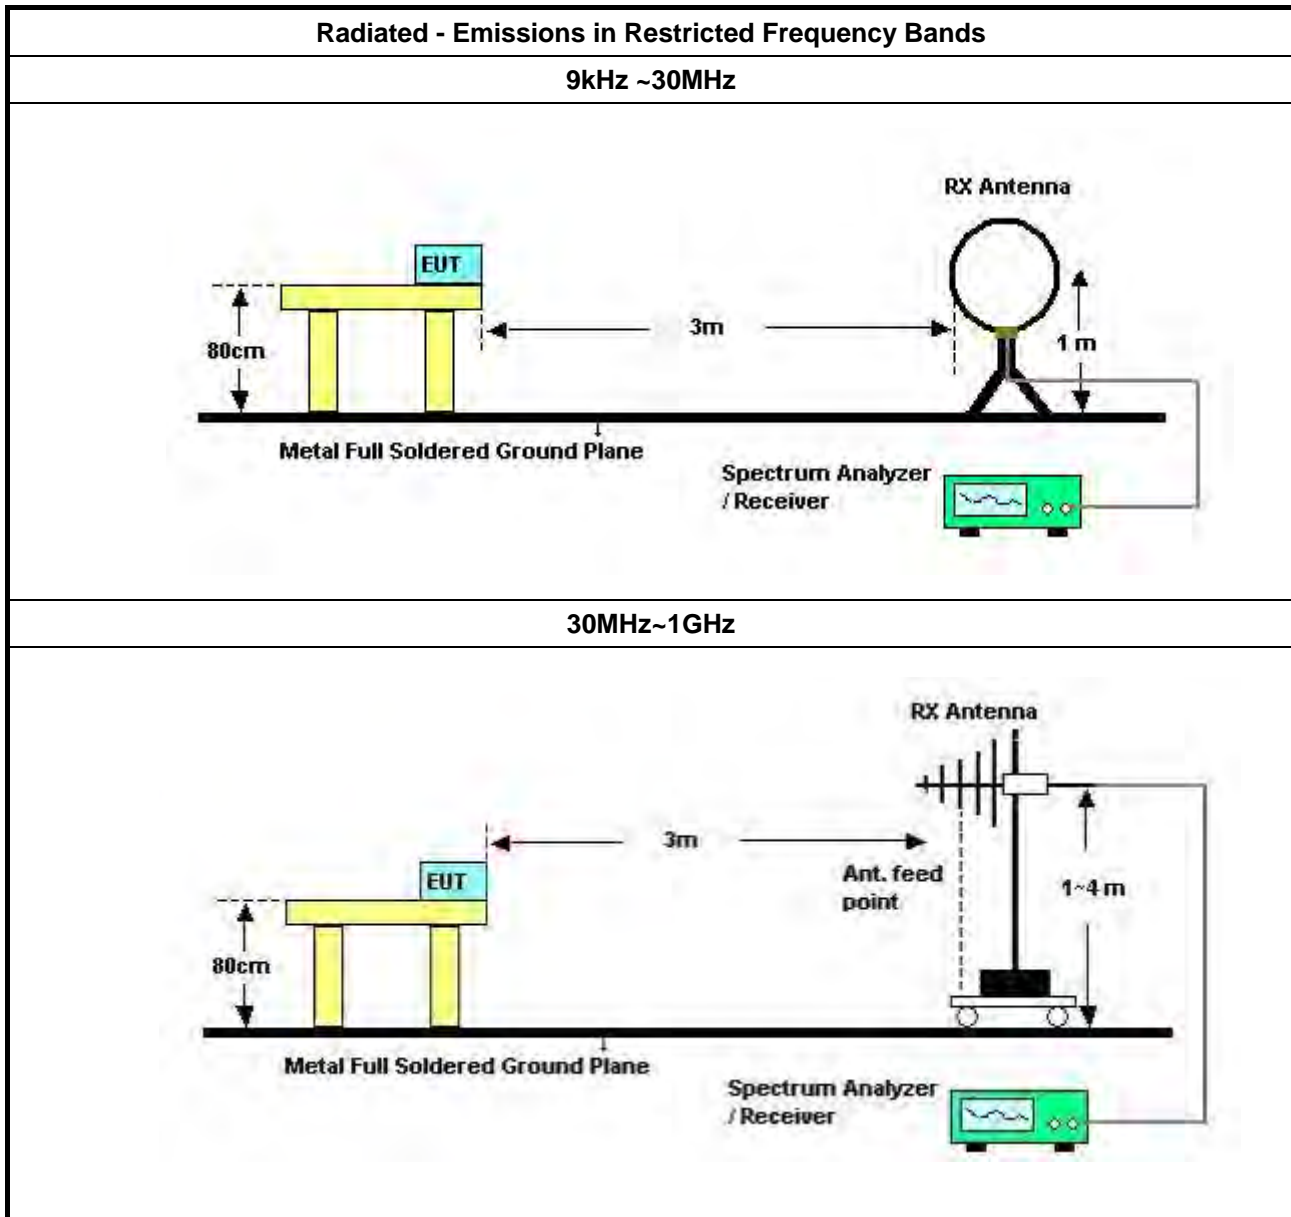 Radiated - Emissions in Restricted Frequency Bands
9kHz ~30MHz
RX Antenna
EUT
3m
80cm
1 m
Metal Full Soldered Ground Plane
Spectrum Analyzer
/ Receiver
30MHz~1GHz
RX Antenna
3m
EUT
Ant. feed
point
1~4 m
80cm
Metal Full Soldered Ground Plane
Spectrum Analyzer
/ Receiver